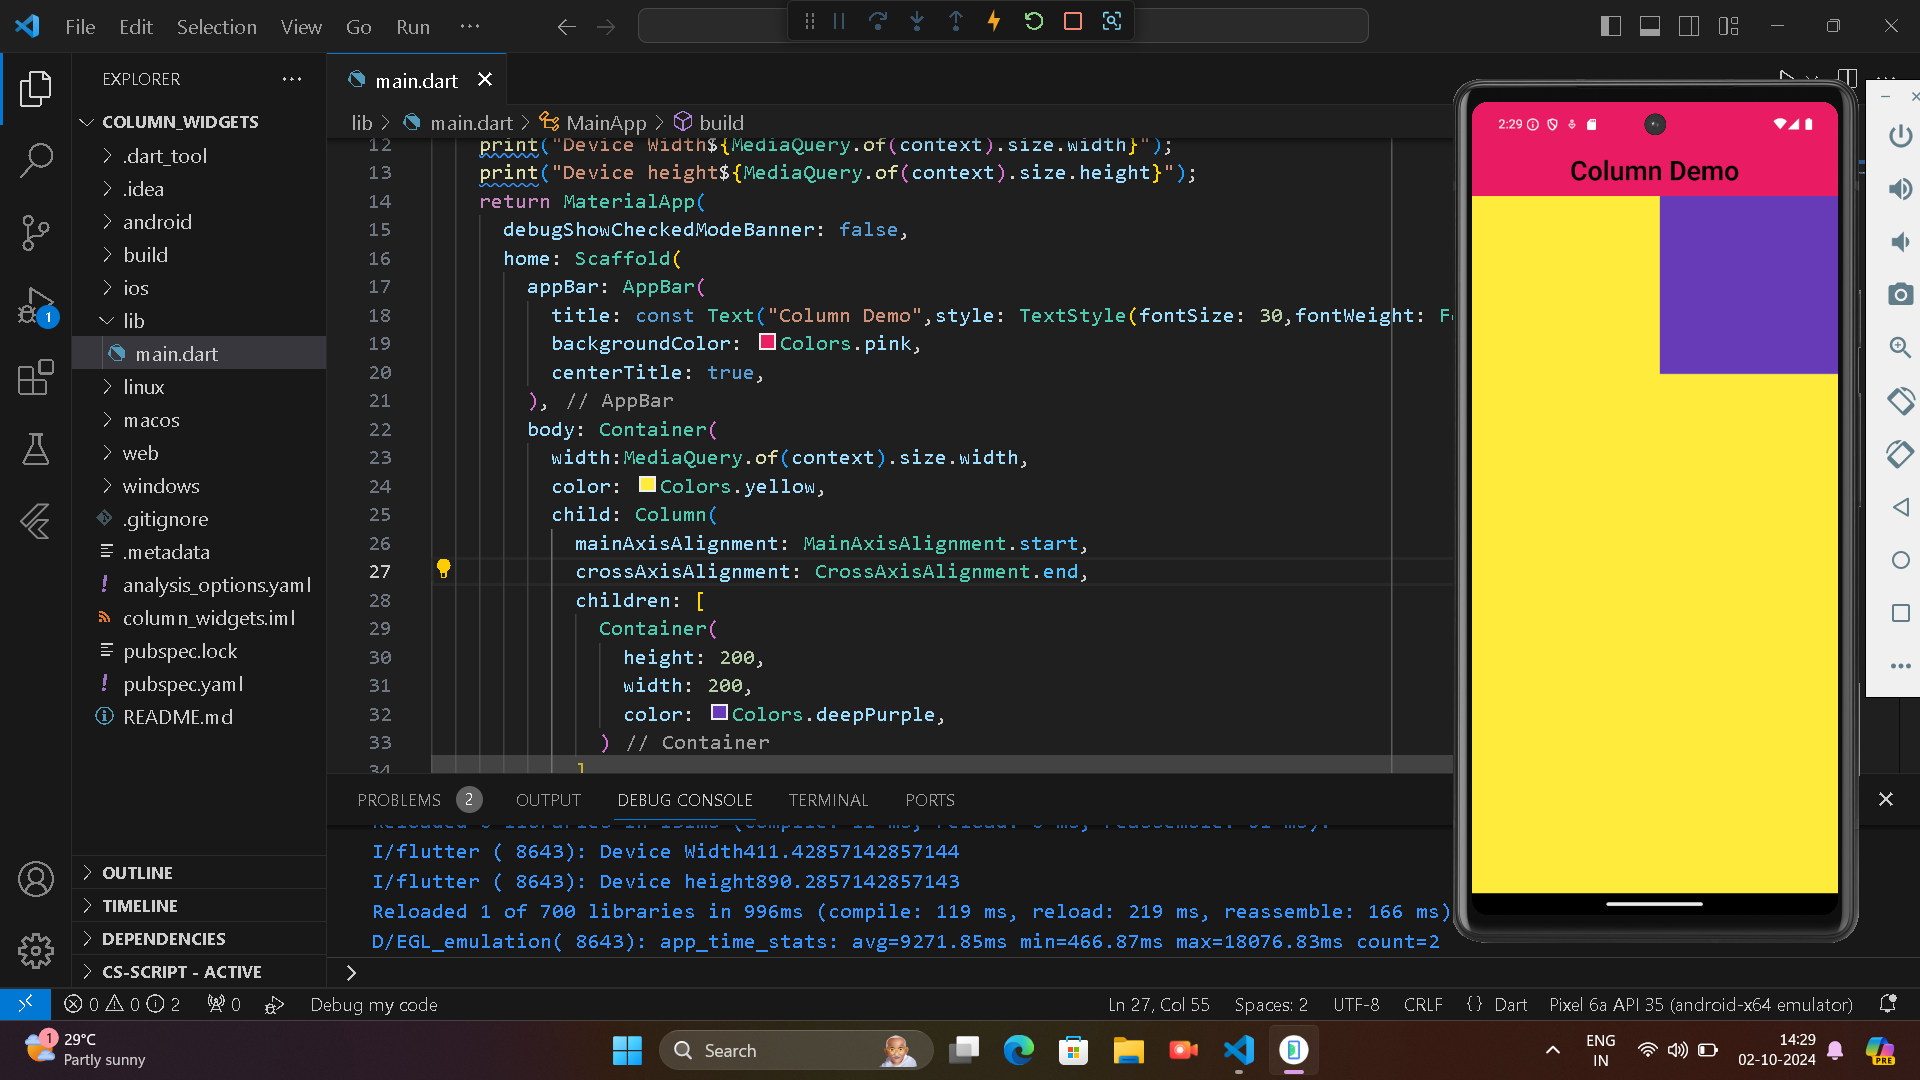 File Edit Selection View Go Run ···
EXPLORER ···
main.dart
COLUMN_WIDGETS
.dart_tool
.idea
android
build
ios
lib
main.dart
linux
macos
web
windows
.gitignore
.metadata
analysis_options.yaml
column_widgets.iml
pubspec.lock
pubspec.yaml
README.md
OUTLINE
TIMELINE
DEPENDENCIES
CS-SCRIPT - ACTIVE
1
lib > main.dart > MainApp > build
12 print("Device Width${MediaQuery.of(context).size.width}");
13 print("Device height${MediaQuery.of(context).size.height}");
14 return MaterialApp(
15 debugShowCheckedModeBanner: false,
16 home: Scaffold(
17 appBar: AppBar(
18 title: const Text("Column Demo",style: TextStyle(fontSize: 30,fontWeight: F
19 backgroundColor: Colors.pink,
20 centerTitle: true,
21 ), // AppBar
22 body: Container(
23 width:MediaQuery.of(context).size.width,
24 color: Colors.yellow,
25 child: Column(
26 mainAxisAlignment: MainAxisAlignment.start,
27 crossAxisAlignment: CrossAxisAlignment.end,
28 children: [
29 Container(
30 height: 200,
31 width: 200,
32 color: Colors.deepPurple,
33 ) // Container
34 ]
2:29
Column Demo
PROBLEMS 2 OUTPUT DEBUG CONSOLE TERMINAL PORTS
I/flutter ( 8643): Device Width411.42857142857144
I/flutter ( 8643): Device height890.2857142857143
Reloaded 1 of 700 libraries in 996ms (compile: 119 ms, reload: 219 ms, reassemble: 166 ms)
D/EGL_emulation( 8643): app_time_stats: avg=9271.85ms min=466.87ms max=18076.83ms count=2
0 0 2 0 Debug my code Ln 27, Col 55 Spaces: 2 UTF-8 CRLF {} Dart Pixel 6a API 35 (android-x64 emulator)
1
29°C
Partly sunny
Search
ENG
IN
14:29
02-10-2024
PRE